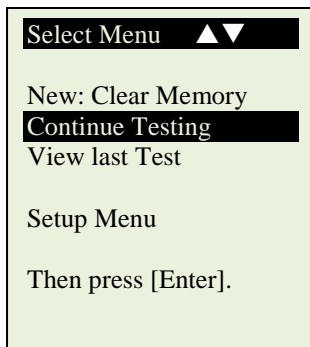 Select Menu ▲▼
New: Clear Memory
Continue Testing
View last Test
Setup Menu
Then press [Enter].